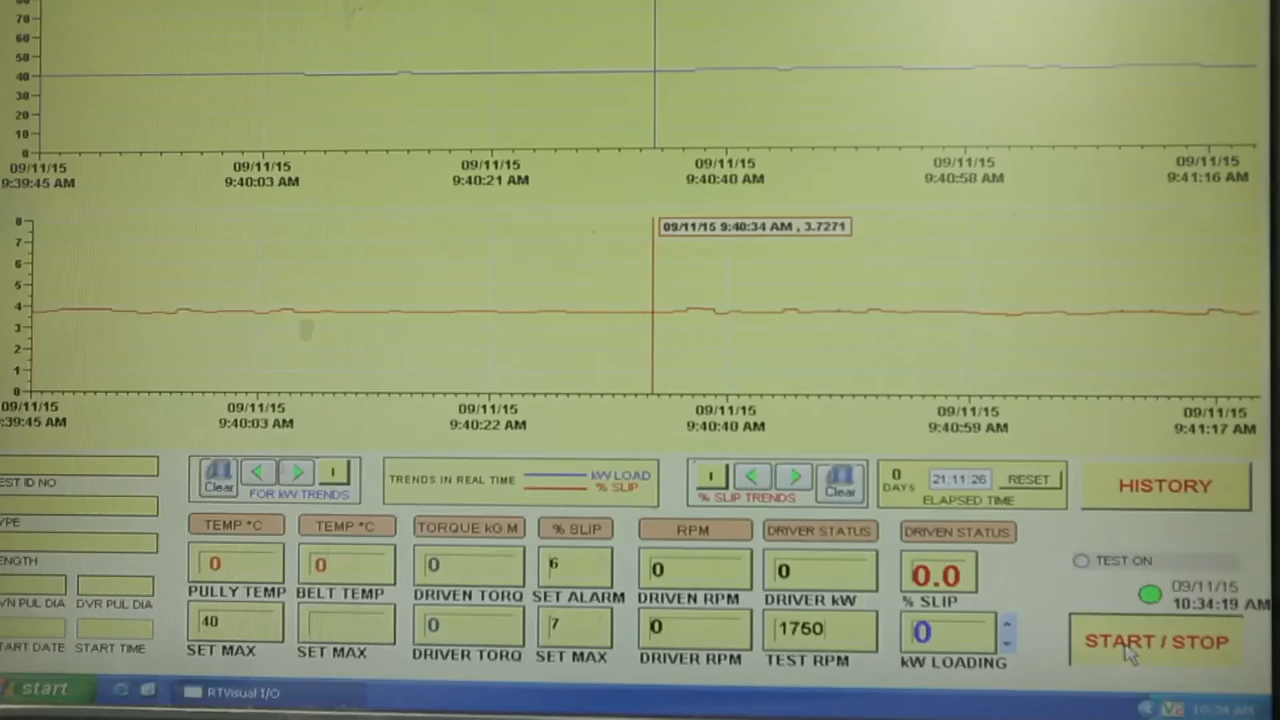 70
60
50
40
30
20
10
0
09/11/15 09/11/15 09/11/15 09/11/15 09/11/15 09/11/15
9:39:45 AM 9:40:03 AM 9:40:21 AM 9:40:40 AM 9:40:58 AM 9:41:16 AM
8
09/11/15 9:40:34 AM , 3.7271
7
6
5
4
3
2
1
0
09/11/15 09/11/15 09/11/15 09/11/15 09/11/15 09/11/15
:39:45 AM 9:40:03 AM 9:40:22 AM 9:40:40 AM 9:40:59 AM 9:41:17 AM
EST ID NO
Clear
FOR kW TRENDS
TRENDS IN REAL TIME
kW LOAD
% SLIP
% SLIP TRENDS
Clear
0 DAYS
21:11:26
RESET
ELAPSED TIME
HISTORY
YPE
ENGTH
VN PUL DIA DVR PUL DIA
TART DATE START TIME
TEMP °C TEMP °C TORQUE KG.M % SLIP RPM DRIVER STATUS DRIVEN STATUS
0 0 0 6 0 0 0.0
PULLY TEMP BELT TEMP DRIVEN TORQ SET ALARM DRIVEN RPM DRIVER kW % SLIP
40 0 7 0 1750 0
SET MAX SET MAX DRIVER TORQ SET MAX DRIVER RPM TEST RPM kW LOADING
TEST ON
09/11/15
10:34:19 AM
START / STOP
start
RTVisual I/O
10:34 AM